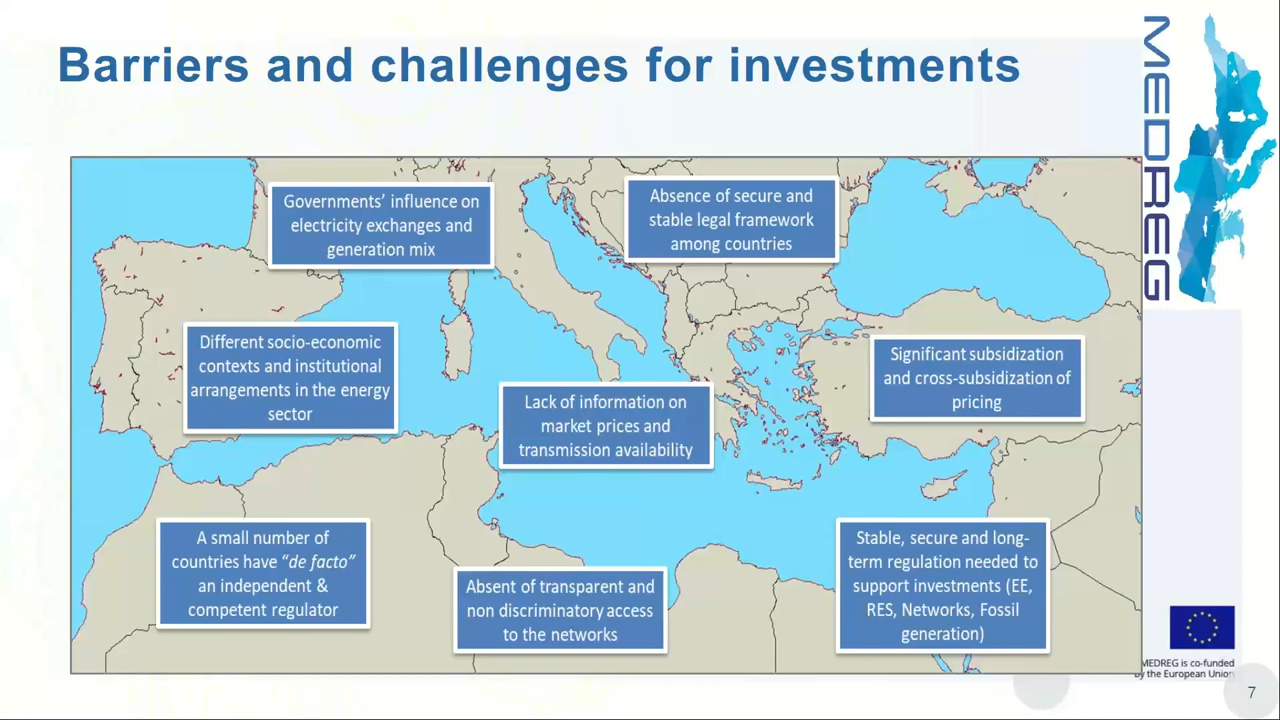 Barriers and challenges for investments
MEDREG
Governments’ influence on
electricity exchanges and
generation mix
Absence of secure and
stable legal framework
among countries
Different socio-economic
contexts and institutional
arrangements in the energy
sector
Lack of information on
market prices and
transmission availability
Significant subsidization
and cross-subsidization of
pricing
A small number of
countries have “de facto”
an independent &
competent regulator
Absent of transparent and
non discriminatory access
to the networks
Stable, secure and long-
term regulation needed to
support investments (EE,
RES, Networks, Fossil
generation)
MEDREG is co-funded
by the European Union
7